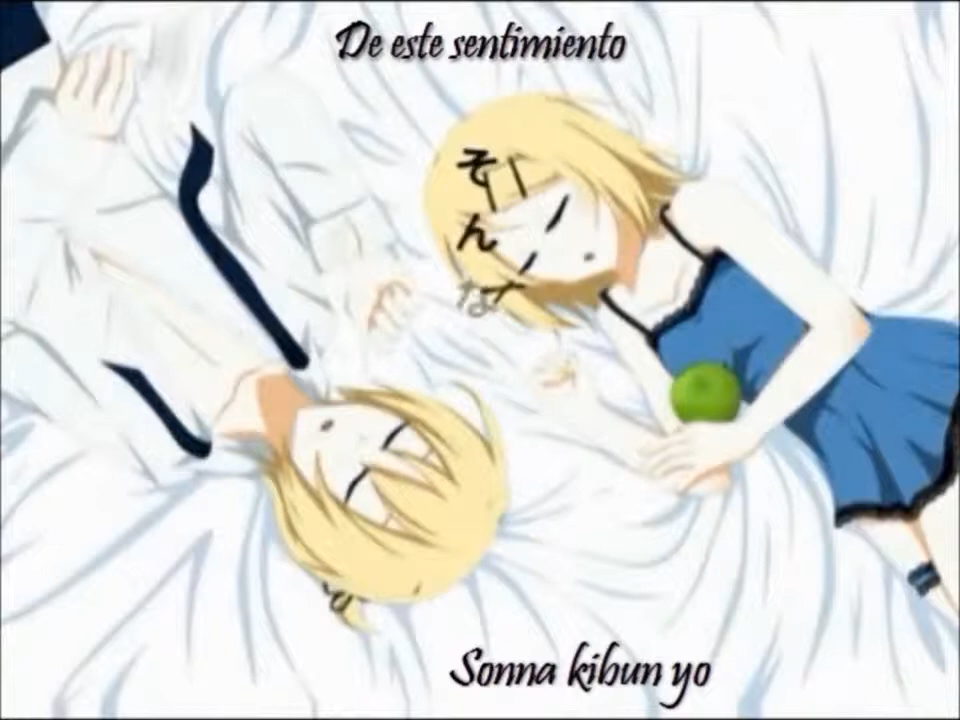 De este sentimiento
そんな
Sonna kibun yo